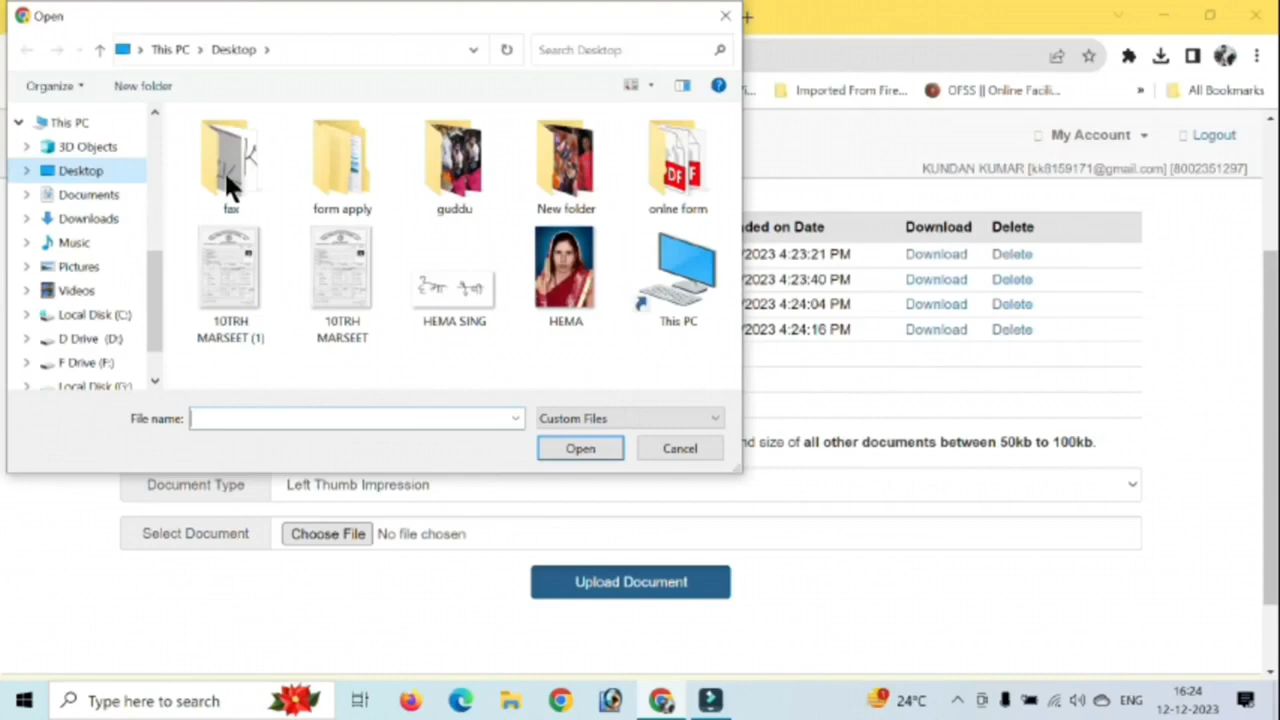 Open
This PC > Desktop >
Search Desktop
Organize
New folder
This PC
3D Objects
Desktop
Documents
Downloads
Music
Pictures
Videos
Local Disk (C:)
D Drive (D:)
F Drive (F:)
Local Disk (G:)
fax
form apply
guddu
New folder
onlne form
10TRH
MARSEET (1)
10TRH
MARSEET
HEMA SING
HEMA
This PC
File name:
Custom Files
Open
Cancel
Imported From Fire...
OFSS || Online Facili...
»
All Bookmarks
My Account
Logout
KUNDAN KUMAR [kk8159171@gmail.com] [8002351297]
ded on Date
Download
Delete
/2023 4:23:21 PM
Download
Delete
/2023 4:23:40 PM
Download
Delete
/2023 4:24:04 PM
Download
Delete
/2023 4:24:16 PM
Download
Delete
nd size of all other documents between 50kb to 100kb.
Document Type
Left Thumb Impression
Select Document
Choose File
No file chosen
Upload Document
Type here to search
24°C
ENG
16:24
12-12-2023